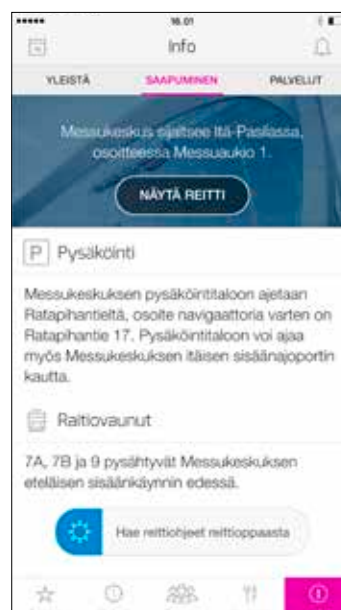 16.01
Info
YLEISTÄ SAAPUMINEN PALVELUT
Messukeskus sijaitsee Itä-Pasilassa,
osoitteessa Messuaukio 1.
NÄYTÄ REITTI
P Pysäköinti
Messukeskuksen pysäköintitaloon ajetaan
Ratapihantieltä, osoite navigaattoria varten on
Ratapihantie 17. Pysäköintitaloon voi ajaa
myös Messukeskuksen itäisen sisäänajoportin
kautta.
Raitiovaunut
7A, 7B ja 9 pysähtyvät Messukeskuksen
eteläisen sisäänkäynnin edessä.
Hae reittiohjeet reittioppaasta